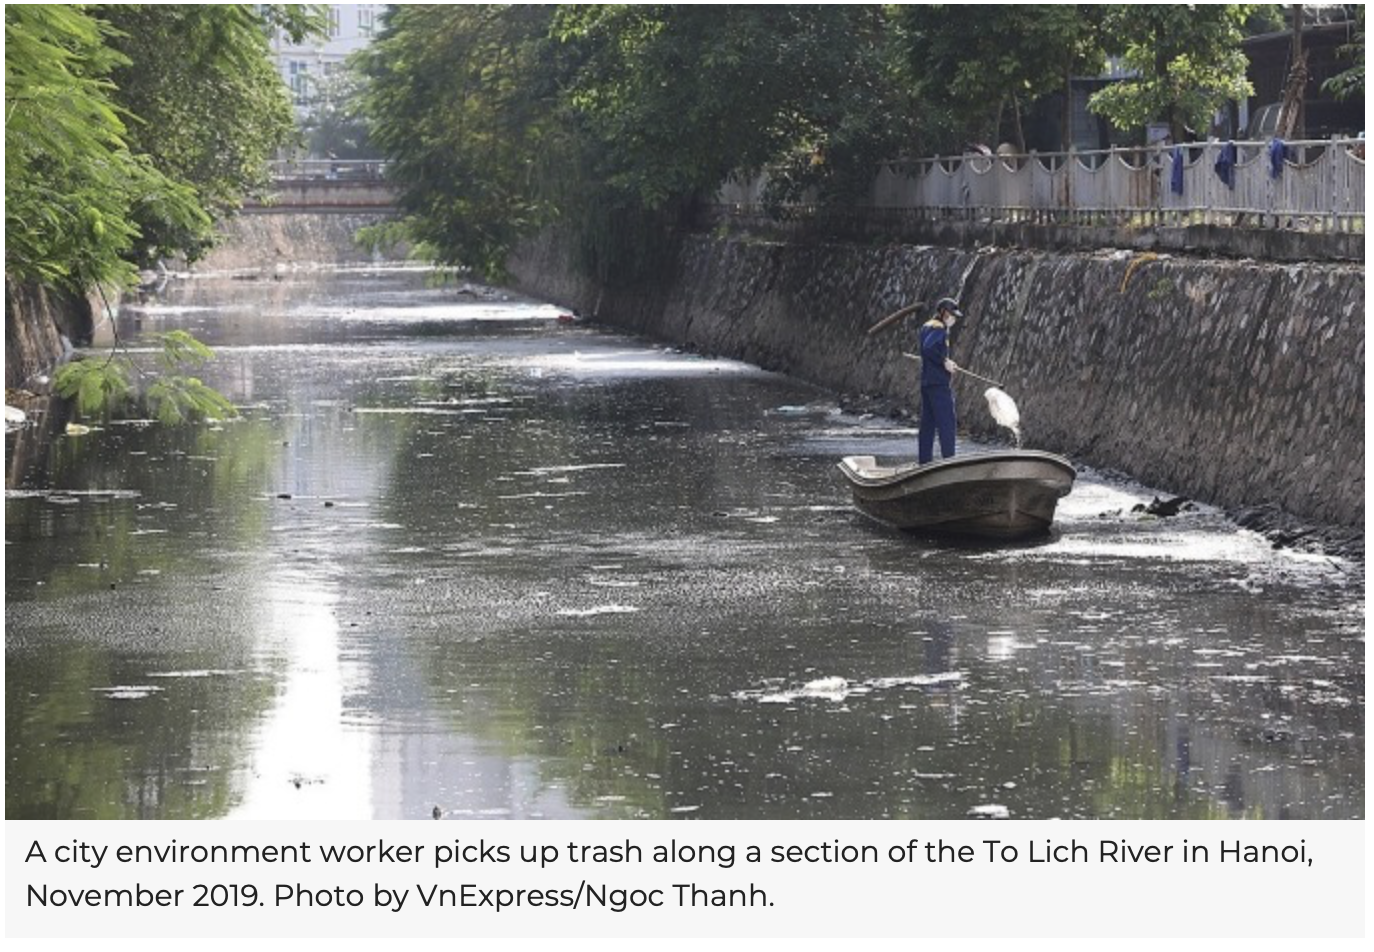 A city environment worker picks up trash along a section of the To Lich River in Hanoi,
November 2019. Photo by VnExpress/Ngoc Thanh.